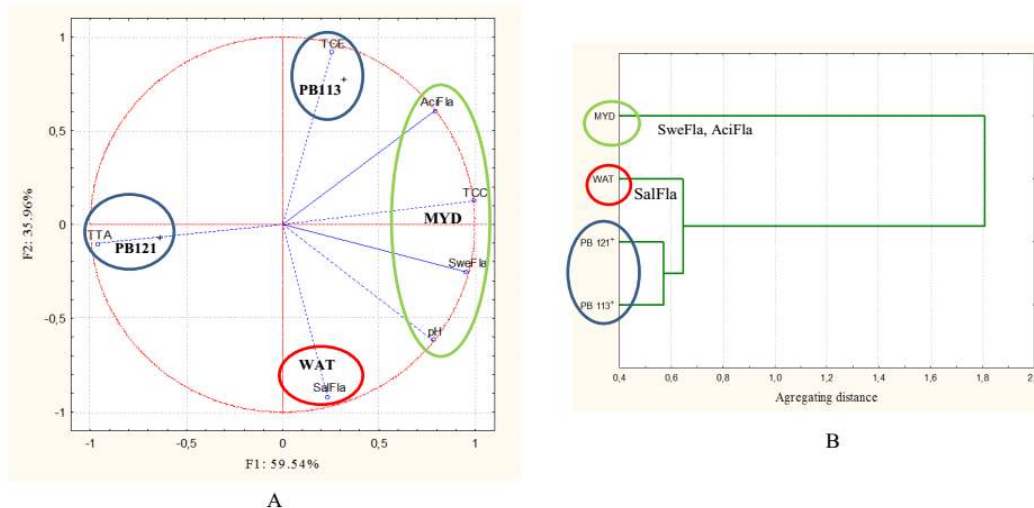 1
0,5
0
-0,5
-1
F2: 35.96%
TCE
PB113
AciFla
TCC
MYD
TTA
PB121
SweFla
pH
WAT
SalFla
-1
-0,5
0
0,5
1
F1: 59.54%
A
MYD
SweFla, AciFla
WAT
SalFla
PB 121+
PB 113+
0,4
0,6
0,8
1,0
1,2
1,4
1,6
1,8
Agregating distance
B